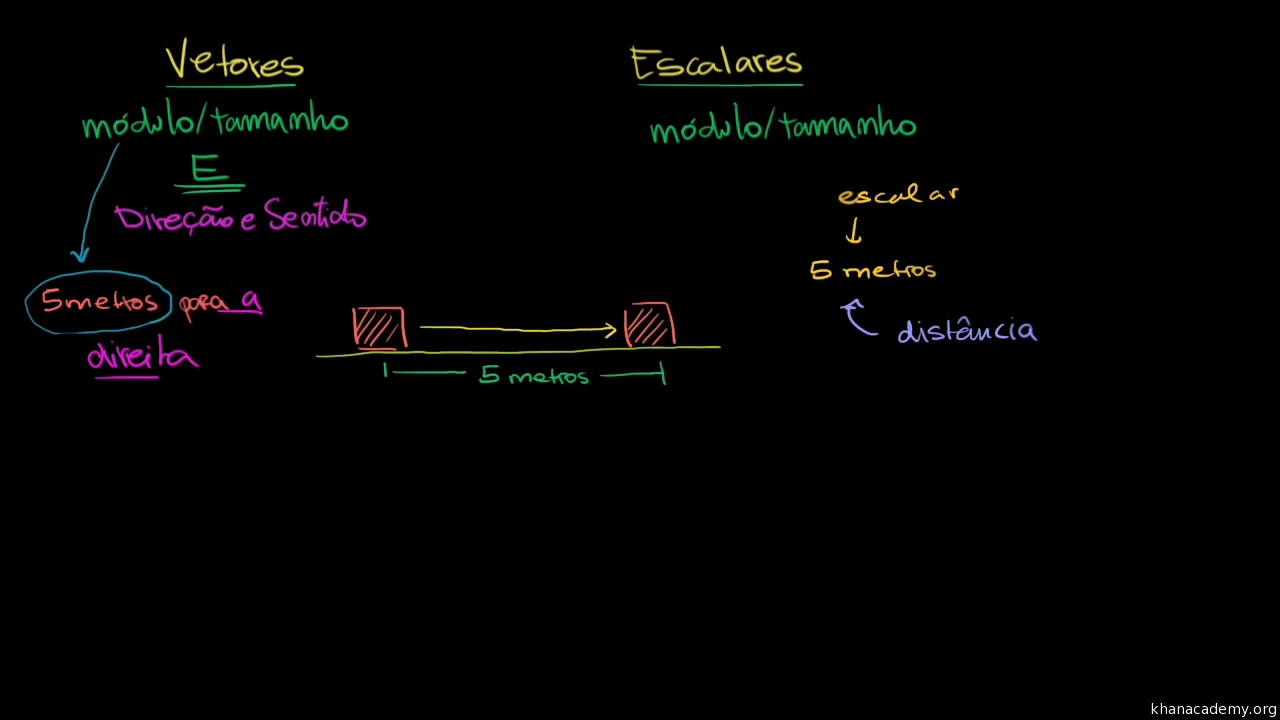 Vetores
módulo/tamanho
E
Direção e Sentido
5 metros para a
direita
5 metros
Escalares
módulo/tamanho
escalar
5 metros
distância
khanacademy.org